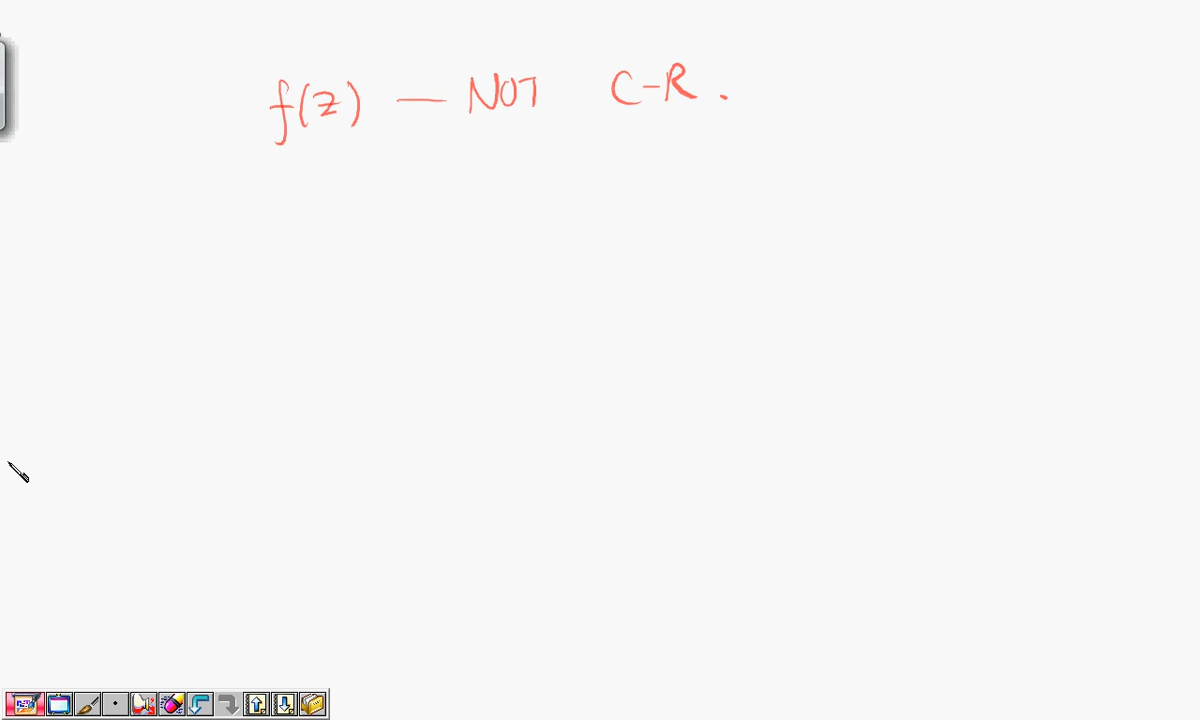 f(z) — NOT C-R.